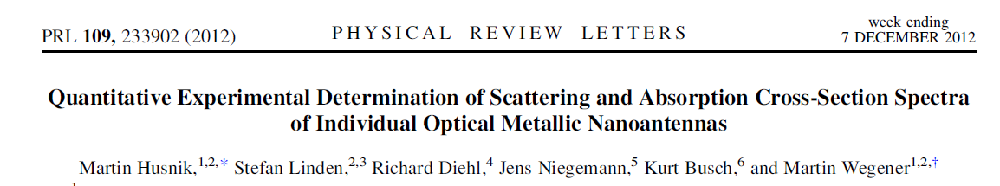 PRL 109, 233902 (2012)
PHYSICAL REVIEW LETTERS
week ending
7 DECEMBER 2012
Quantitative Experimental Determination of Scattering and Absorption Cross-Section Spectra
of Individual Optical Metallic Nanoantennas
Martin Husnik,1,2,* Stefan Linden,2,3 Richard Diehl,4 Jens Niegemann,5 Kurt Busch,6 and Martin Wegener1,2,†